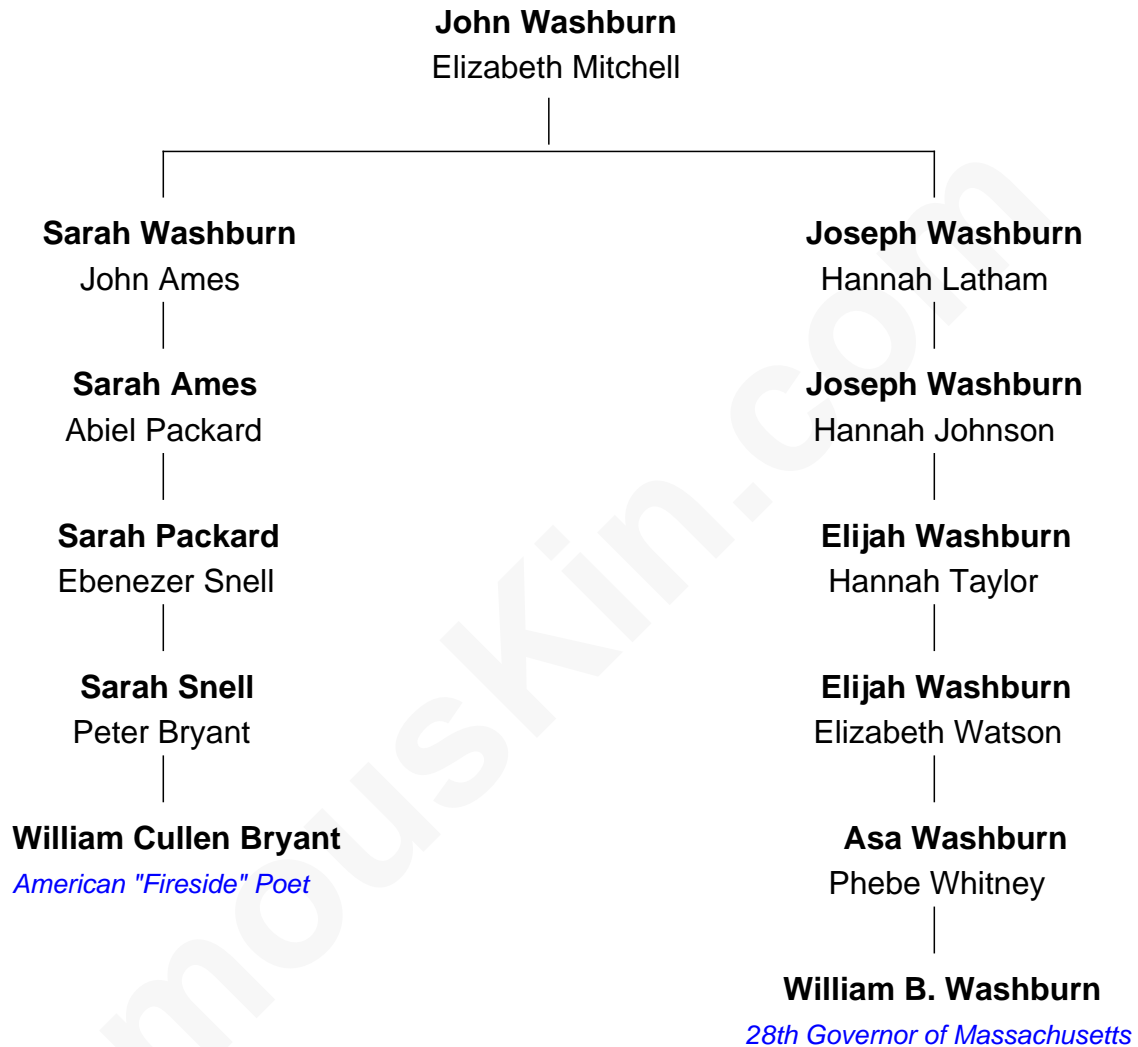 John Washburn
Elizabeth Mitchell
Sarah Washburn
John Ames
Joseph Washburn
Hannah Latham
Sarah Ames
Abiel Packard
Joseph Washburn
Hannah Johnson
Sarah Packard
Ebenezer Snell
Elijah Washburn
Hannah Taylor
Sarah Snell
Peter Bryant
Elijah Washburn
Elizabeth Watson
William Cullen Bryant
American "Fireside" Poet
Asa Washburn
Phebe Whitney
William B. Washburn
28th Governor of Massachusetts
mousKin.com